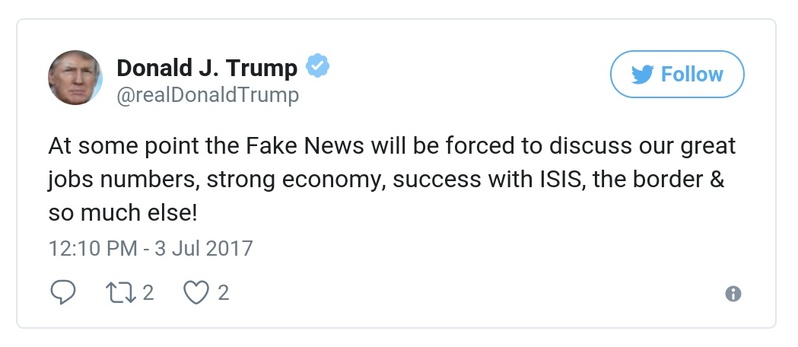 Donald J. Trump
@realDonaldTrump
Follow
At some point the Fake News will be forced to discuss our great
jobs numbers, strong economy, success with ISIS, the border &
so much else!
12:10 PM - 3 Jul 2017
2 2